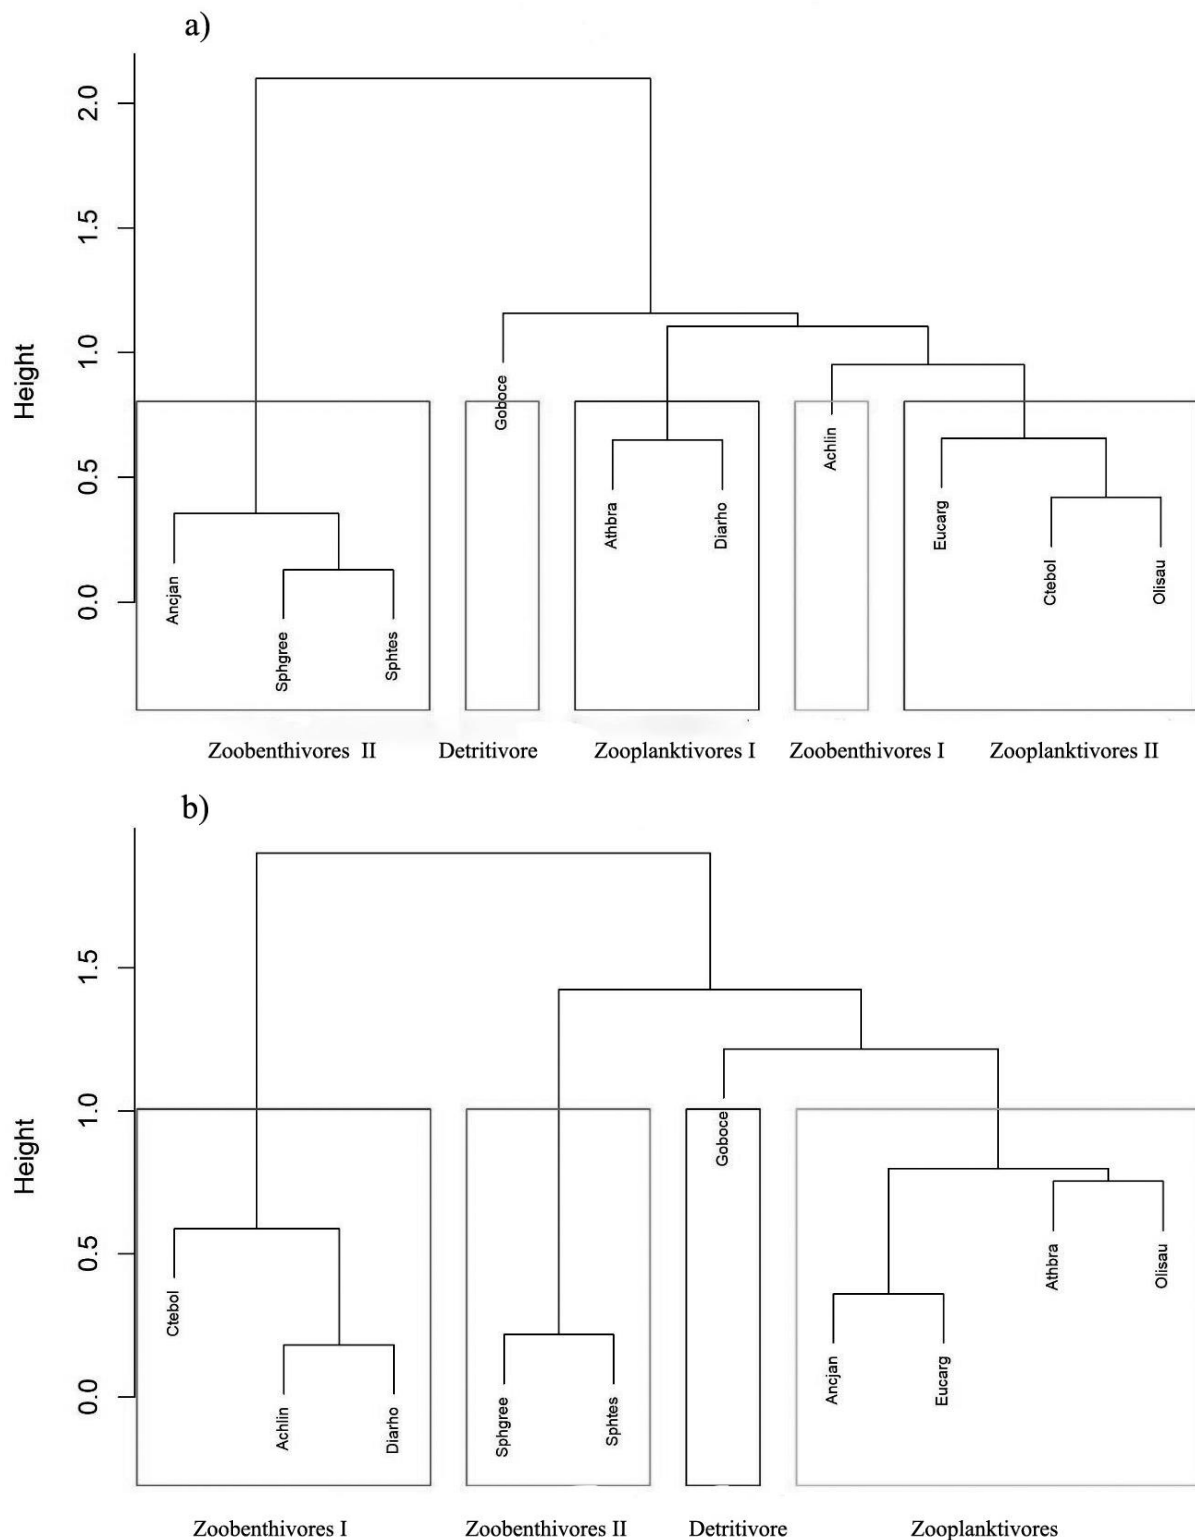 a)
2.0
1.5
1.0
0.5
0.0
Height
Goboce
Achlin
Athbra
Diarho
Eucarg
Ctebol
Olisau
Ancjan
Sphgree
Sphtes
Zoobenthivores II
Detritivore
Zooplanktivores I
Zoobenthivores I
Zooplanktivores II
b)
1.5
1.0
0.5
0.0
Height
Goboce
Athbra
Olisau
Ctebol
Ancjan
Eucarg
Achlin
Diarho
Sphgree
Sphtes
Zoobenthivores I
Zoobenthivores II
Detritivore
Zooplanktivores